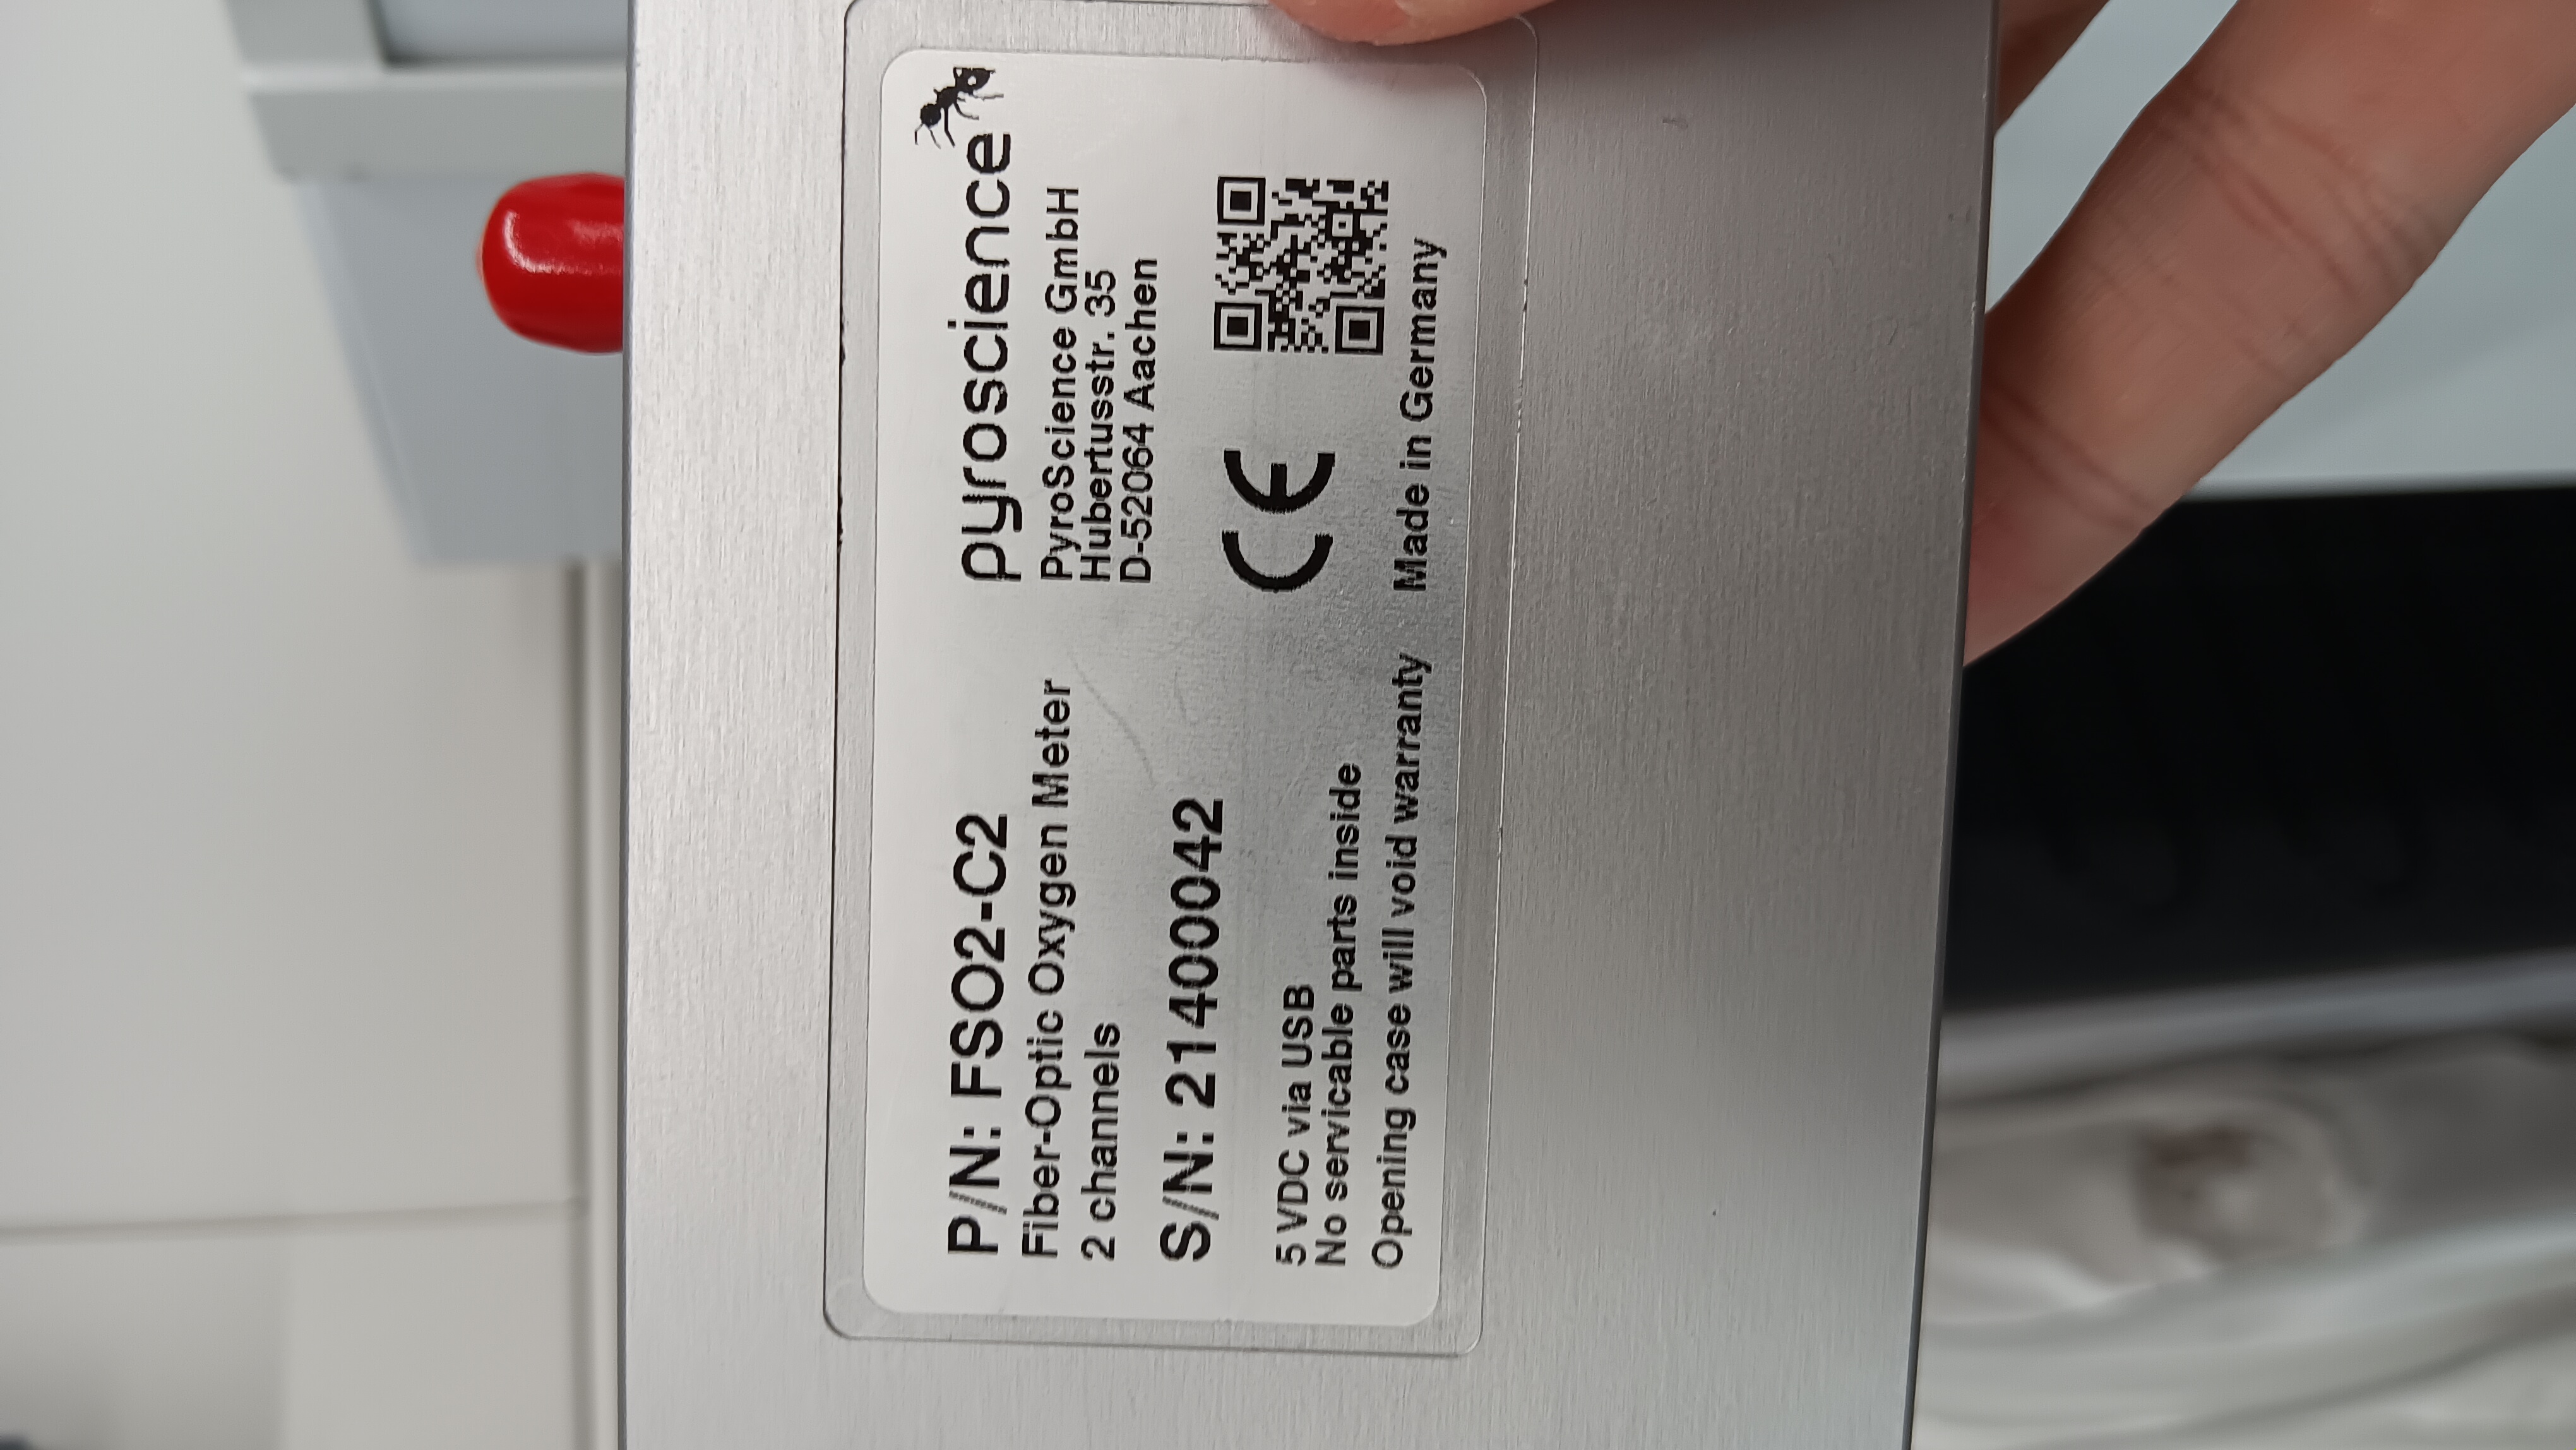 P/N: FSO2-C2
Fiber-Optic Oxygen Meter
2 channels
S/N: 21400042
5 VDC via USB
No servicable parts inside
Opening case will void warranty
pyroscience
PyroScience GmbH
Hubertusstr. 35
D-52064 Aachen
CE
Made in Germany